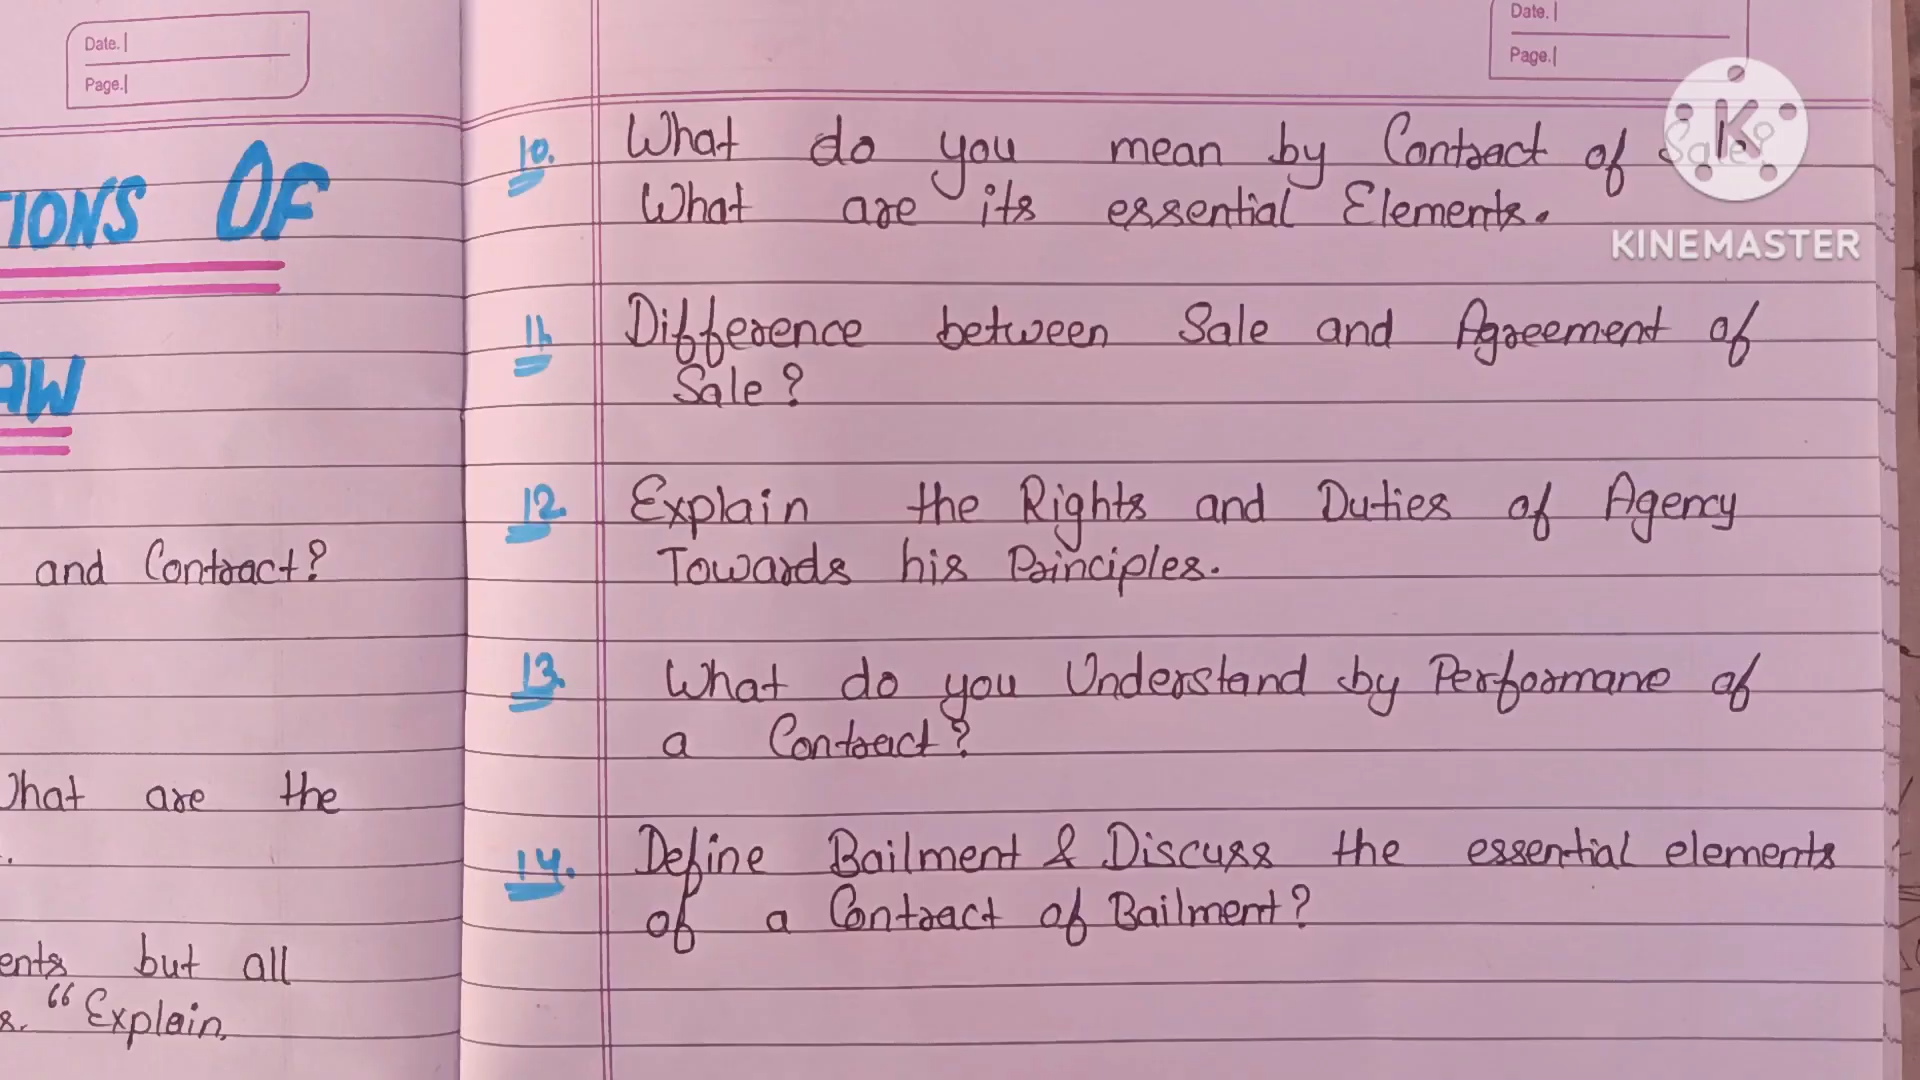 Date.
Page.
TIONS OF
AW
and Contract?
What are the
.
ents but all
s. “Explain,
Date.
Page.
10. What do you mean by Contract of Sale?
What are its essential Elements.
11. Difference between Sale and Agreement of
Sale?
12. Explain the Rights and Duties of Agency
Towards his Principles.
13. What do you Understand by Performane of
a Contract?
14. Define Bailment & Discuss the essential elements
of a Contract of Bailment?
K
KINEMASTER